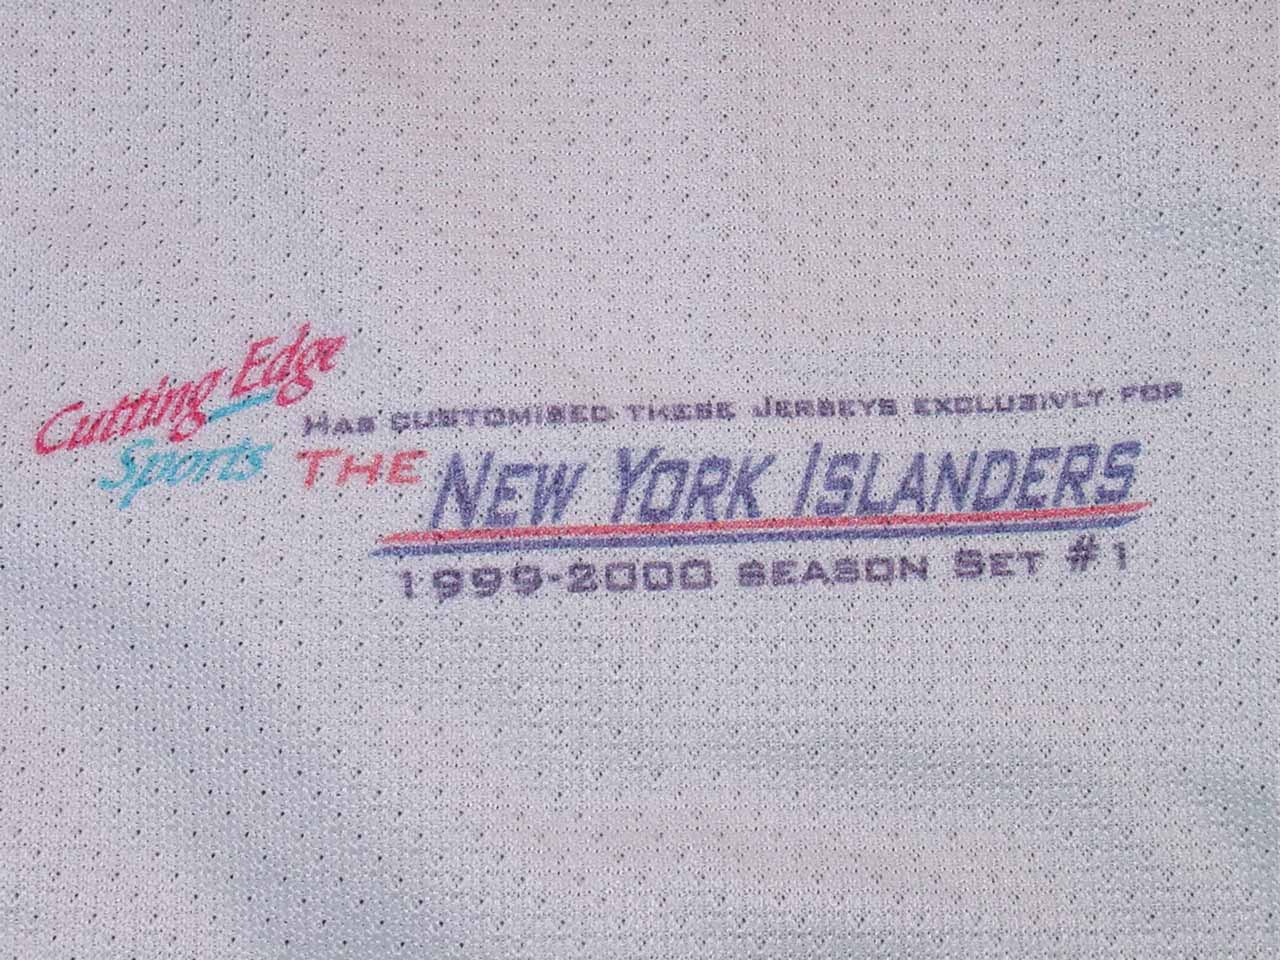 Cutting Edge
Sports
HAS CUSTOMISED THESE JERSEYS EXCLUSIVLY FOR
THE NEW YORK ISLANDERS
1999-2000 SEASON SET #1